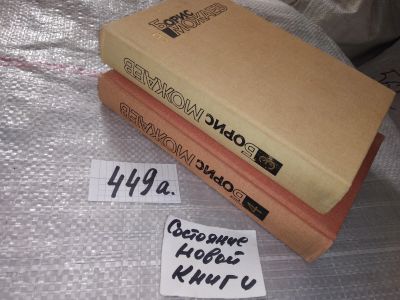 БОРИС
МОЖАЕВ
БОРИС МОЖАЕВ
БОРИС МОЖАЕВ
449а.
Состояние
новой
книги